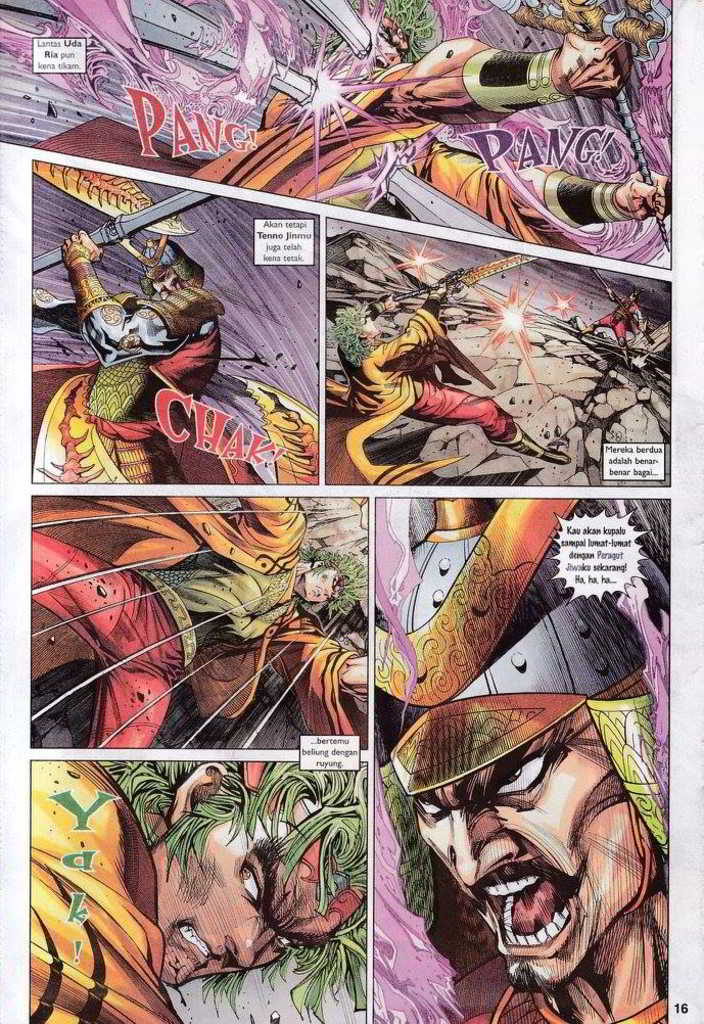 Lantas Uda
Ria pun
kena tikam.
PANG!
PANG!
Akan tetapi
Tenno Jinmu
juga telah
kena tetak.
CHAK!
Mereka berdua
adalah benar-
benar bagai...
...bertemu
beliung dengan
ruyung.
Kau akan kupalu
sampai lumat-lumat
dengan Peragut
Jiwaku sekarang!
Ha, ha, ha...
Yak!
16